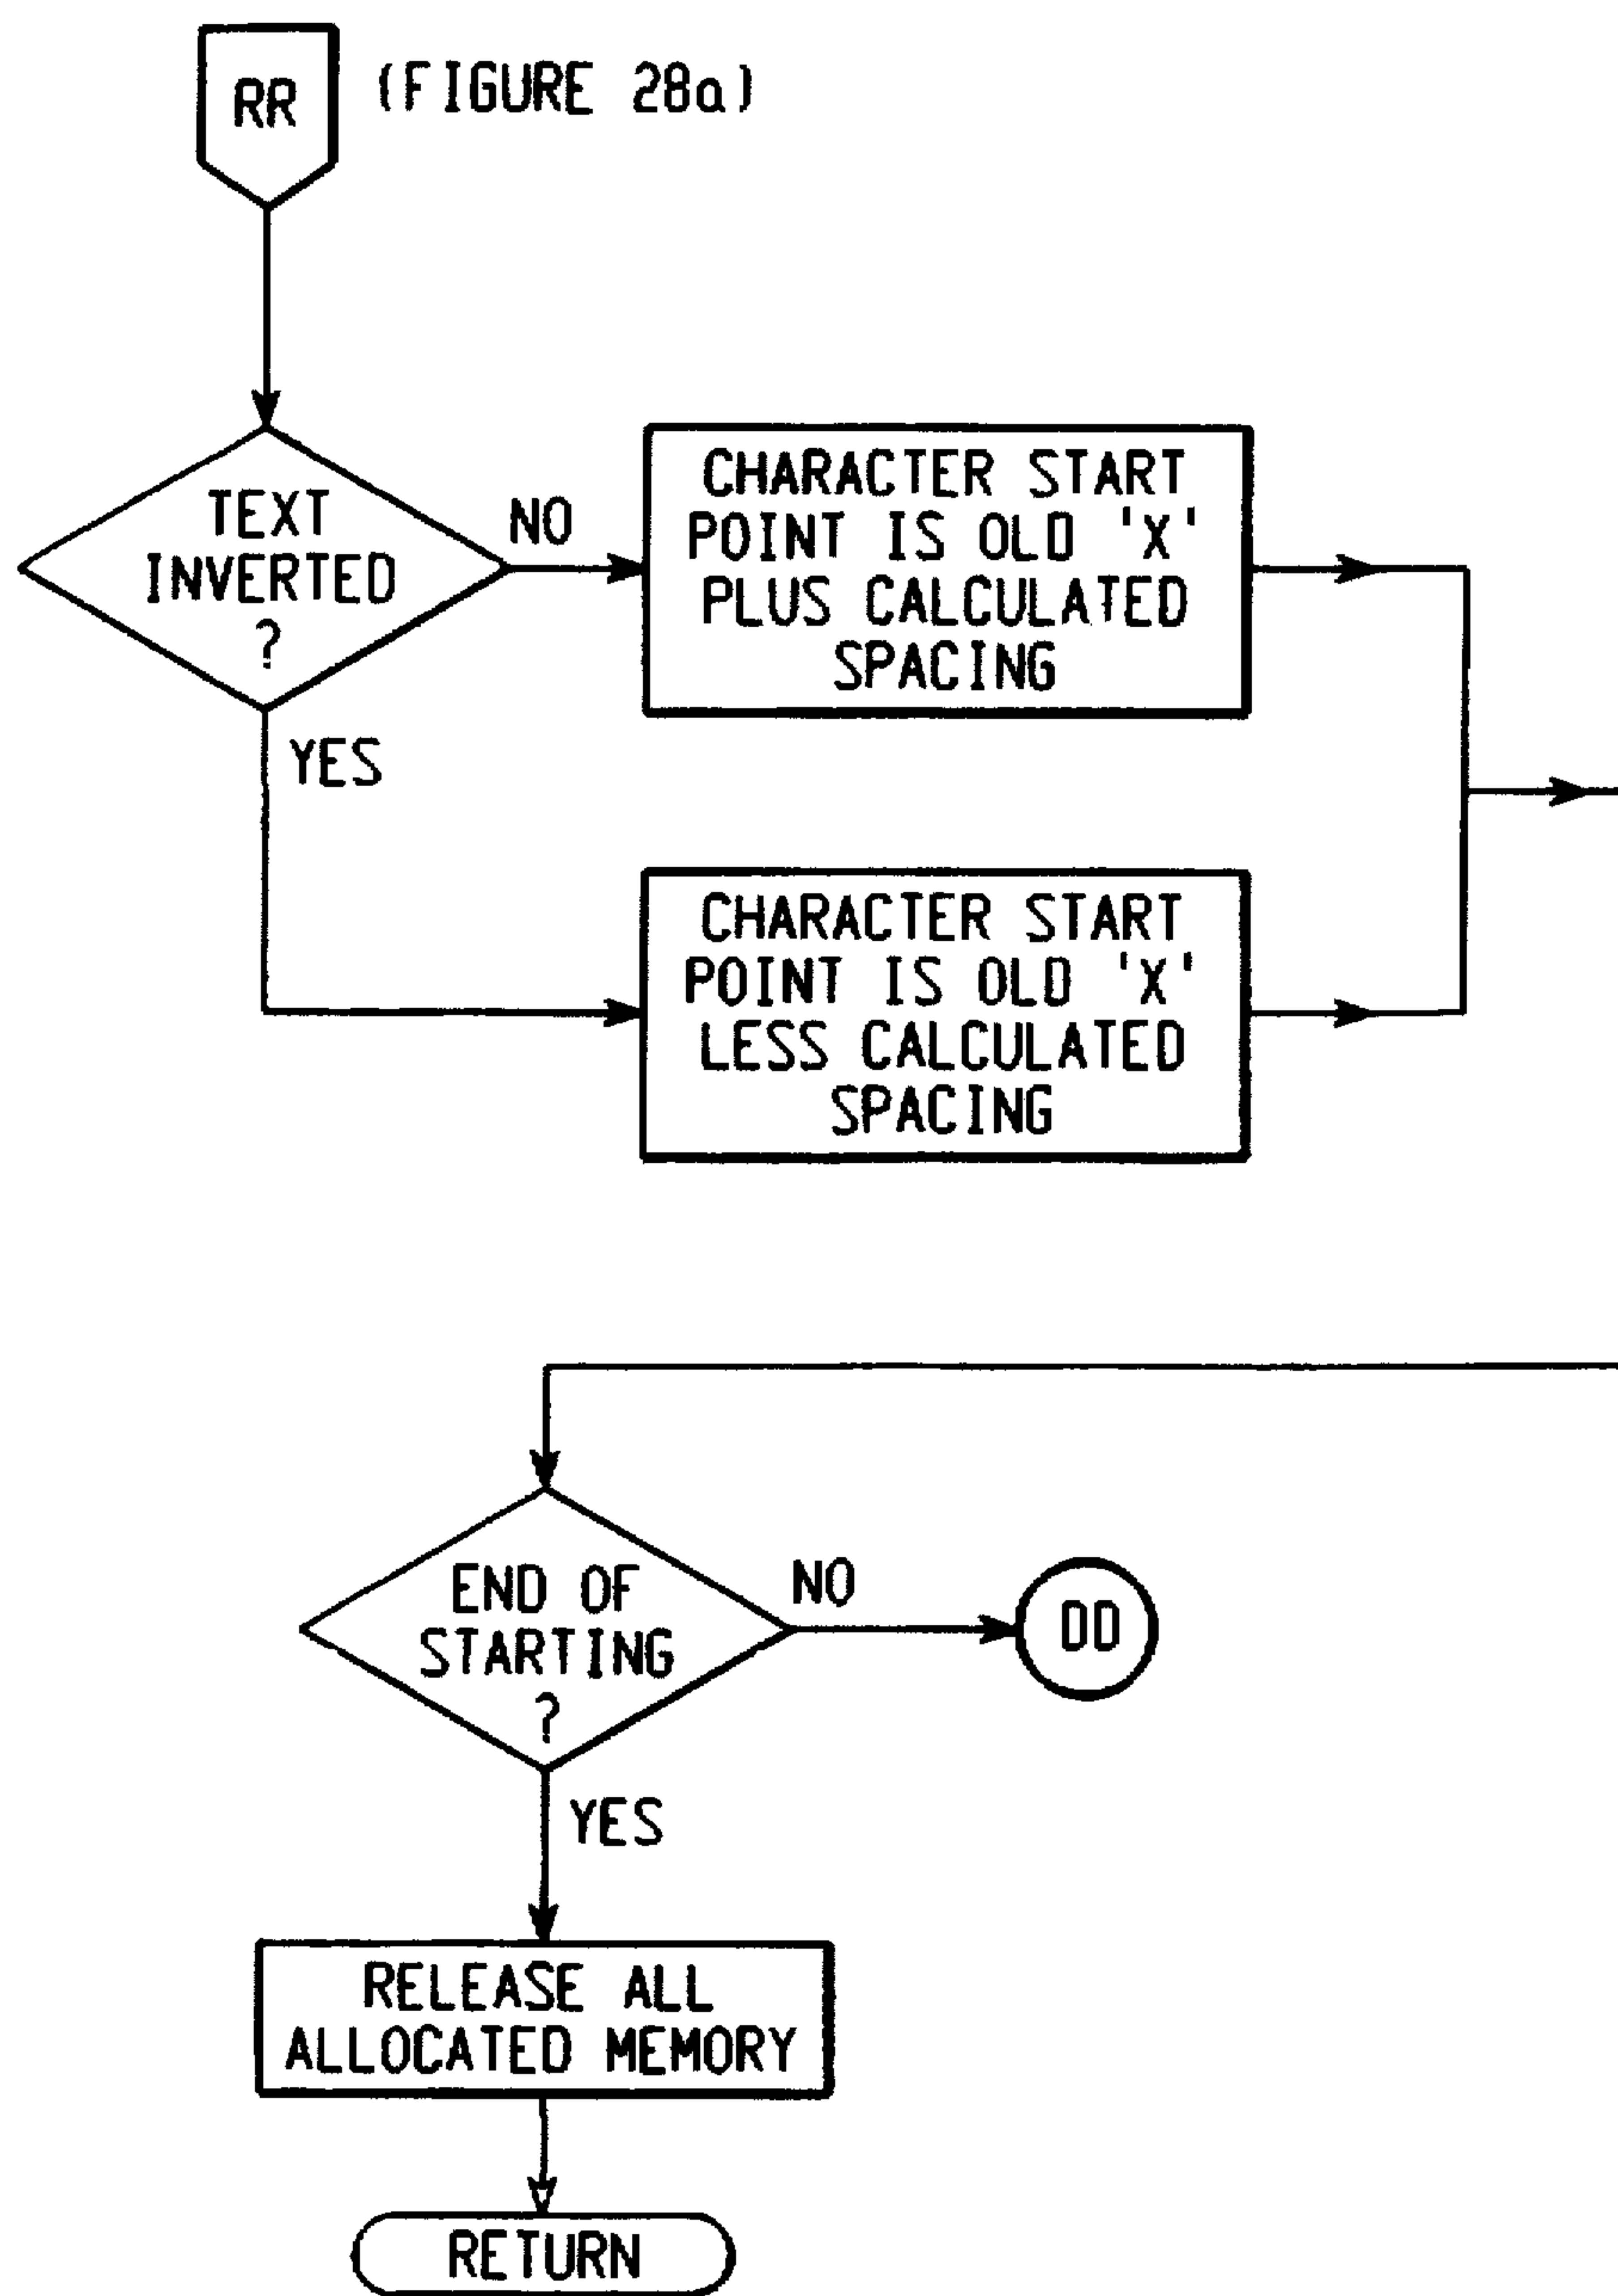 RR
(FIGURE 28a)
TEXT
INVERTED
?
NO
CHARACTER START
POINT IS OLD 'X'
PLUS CALCULATED
SPACING
YES
CHARACTER START
POINT IS OLD 'X'
LESS CALCULATED
SPACING
END OF
STARTING
?
NO
DD
YES
RELEASE ALL
ALLOCATED MEMORY
RETURN